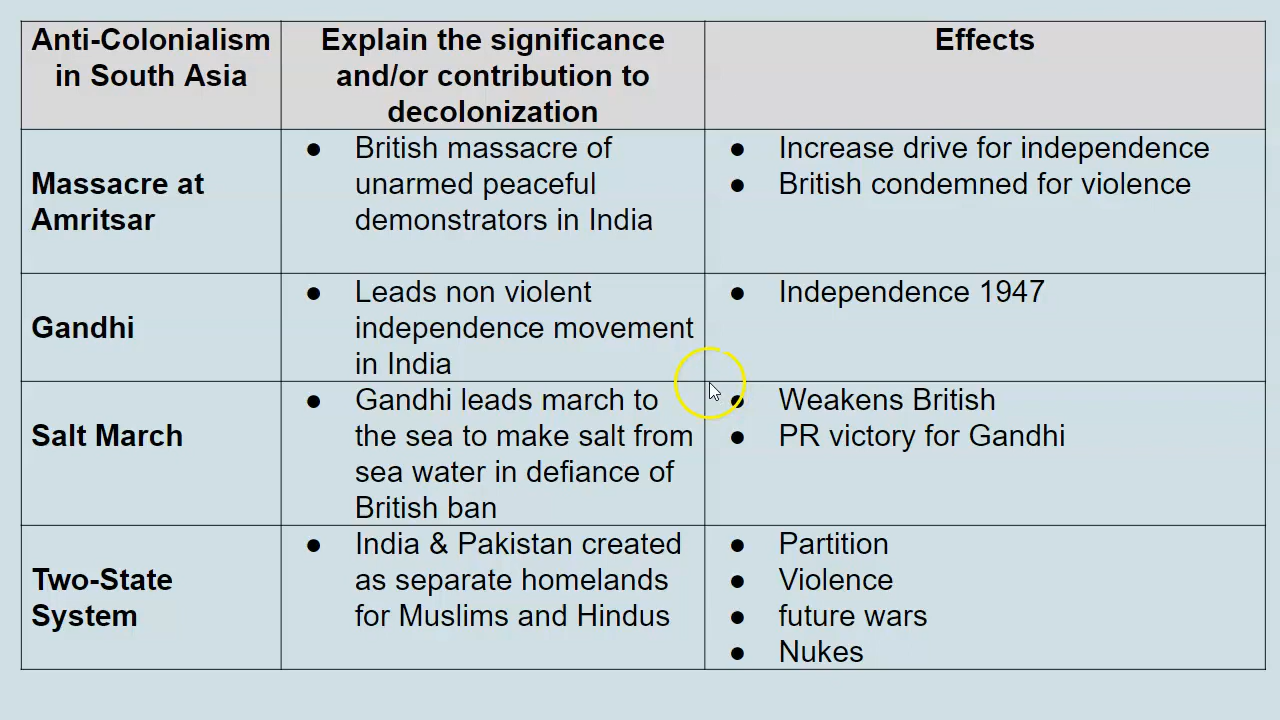 Anti-Colonialism
in South Asia
Explain the significance
and/or contribution to
decolonization
Effects
Massacre at
Amritsar
● British massacre of
unarmed peaceful
demonstrators in India
● Increase drive for independence
● British condemned for violence
Gandhi
● Leads non violent
independence movement
in India
● Independence 1947
Salt March
● Gandhi leads march to
the sea to make salt from
sea water in defiance of
British ban
● Weakens British
● PR victory for Gandhi
Two-State
System
● India & Pakistan created
as separate homelands
for Muslims and Hindus
● Partition
● Violence
● future wars
● Nukes